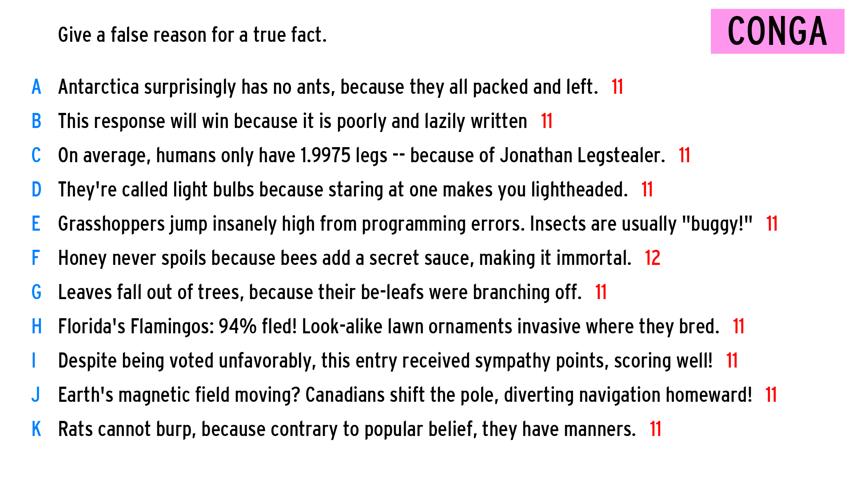 Give a false reason for a true fact.
CONGA
A Antarctica surprisingly has no ants, because they all packed and left. 11
B This response will win because it is poorly and lazily written 11
C On average, humans only have 1.9975 legs -- because of Jonathan Legstealer. 11
D They're called light bulbs because staring at one makes you lightheaded. 11
E Grasshoppers jump insanely high from programming errors. Insects are usually "buggy!" 11
F Honey never spoils because bees add a secret sauce, making it immortal. 12
G Leaves fall out of trees, because their be-leafs were branching off. 11
H Florida's Flamingos: 94% fled! Look-alike lawn ornaments invasive where they bred. 11
I Despite being voted unfavorably, this entry received sympathy points, scoring well! 11
J Earth's magnetic field moving? Canadians shift the pole, diverting navigation homeward! 11
K Rats cannot burp, because contrary to popular belief, they have manners. 11